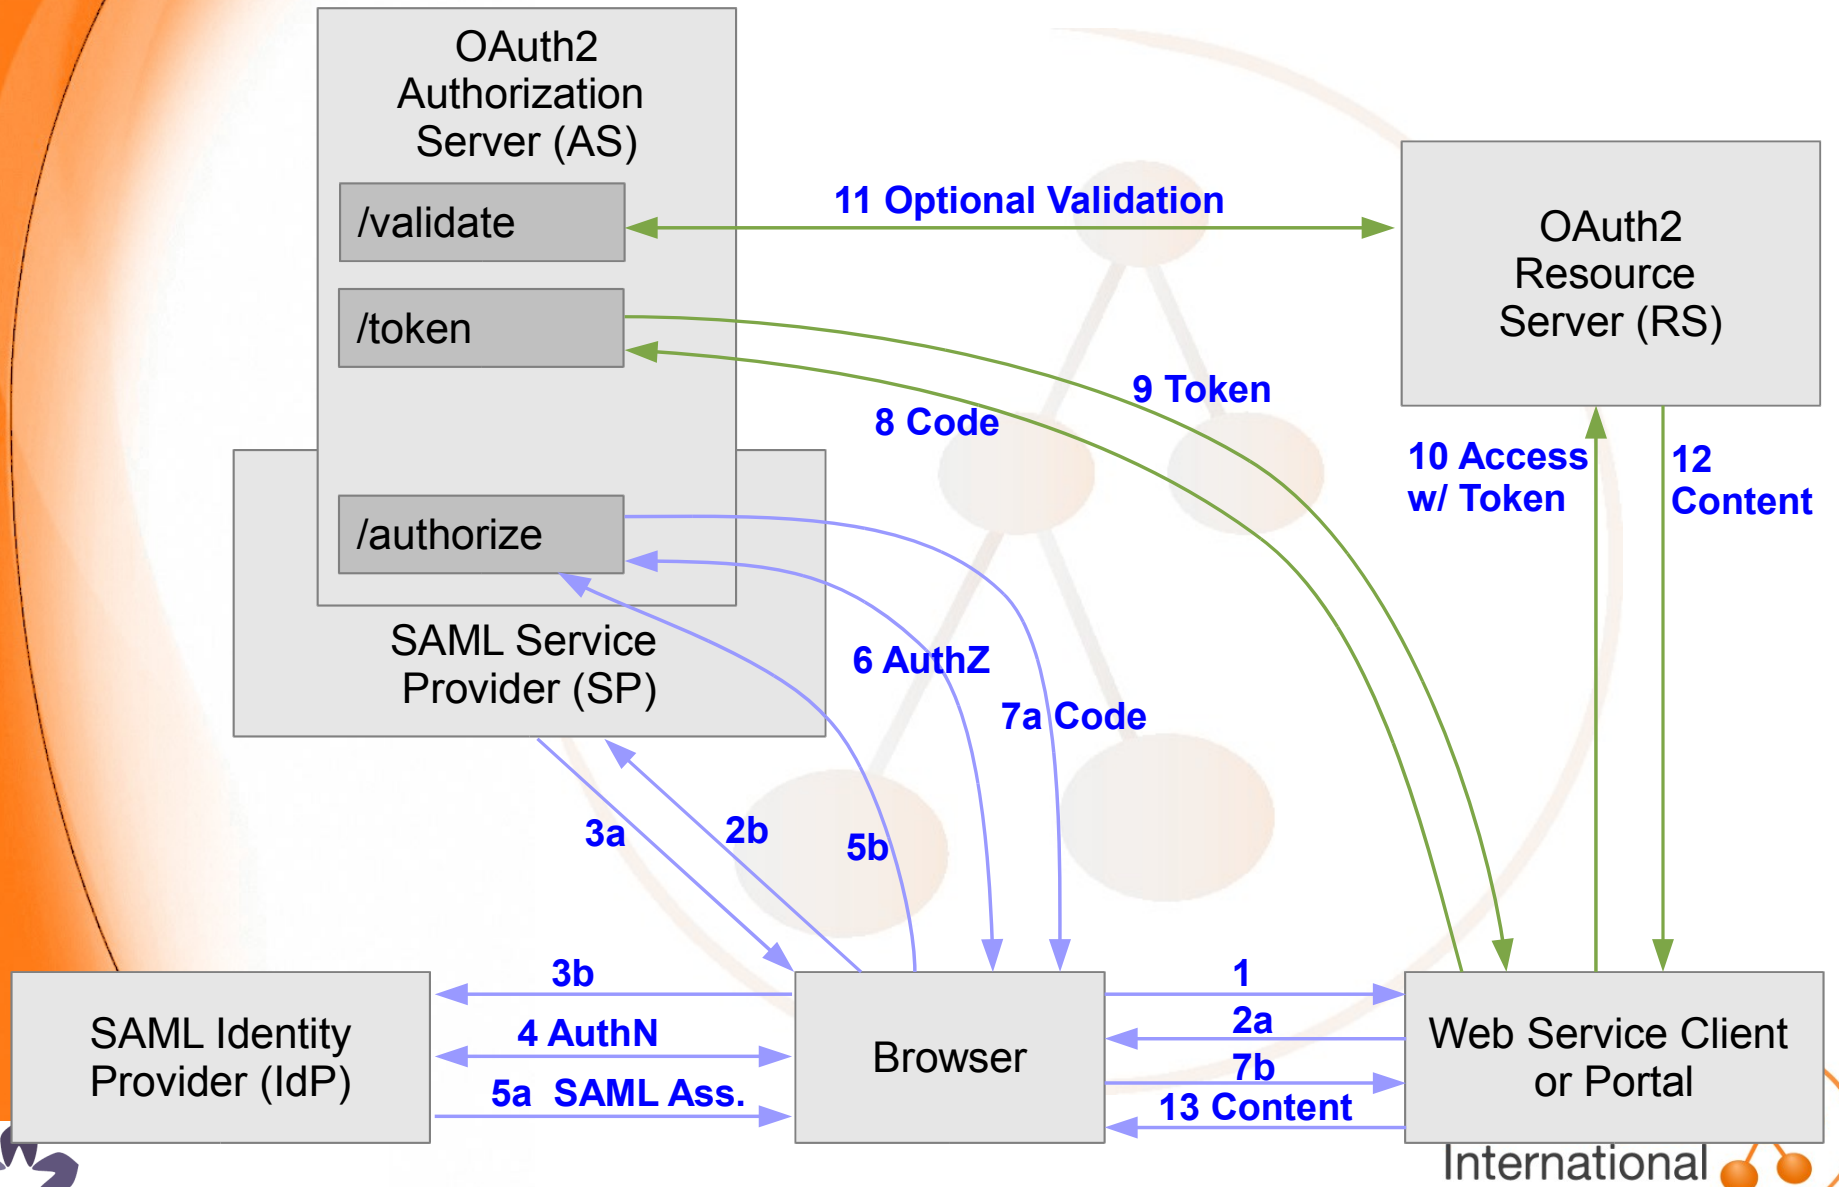 OAuth2
Authorization
Server (AS)
/validate
11 Optional Validation
OAuth2
Resource
Server (RS)
/token
9 Token
8 Code
10 Access
w/ Token
12
Content
/authorize
SAML Service
Provider (SP)
6 AuthZ
7a Code
3a
2b
5b
3b
4 AuthN
5a SAML Ass.
SAML Identity
Provider (IdP)
Browser
1
2a
7b
13 Content
Web Service Client
or Portal
International